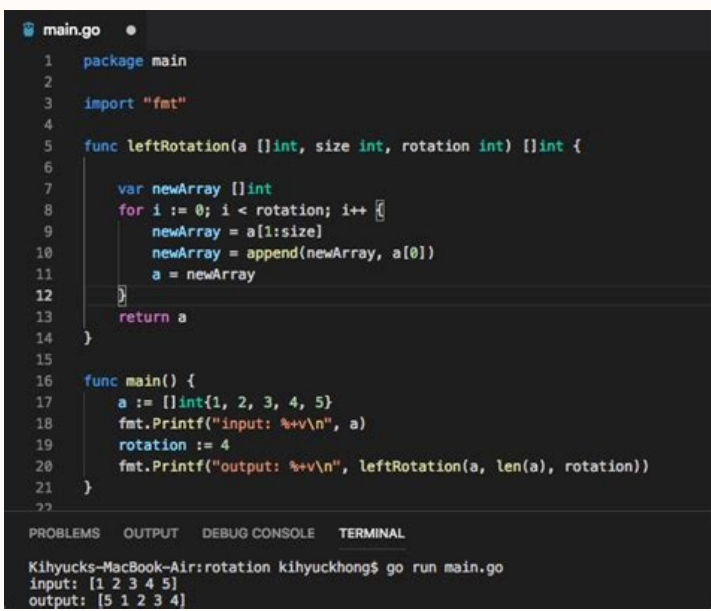 main.go
1 package main
2
3 import "fmt"
4
5 func leftRotation(a []int, size int, rotation int) []int {
6
7     var newArray []int
8     for i := 0; i < rotation; i++ {
9         newArray = a[1:size]
10         newArray = append(newArray, a[0])
11         a = newArray
12     }
13     return a
14 }
15
16 func main() {
17     a := []int{1, 2, 3, 4, 5}
18     fmt.Printf("input: %+v\n", a)
19     rotation := 4
20     fmt.Printf("output: %+v\n", leftRotation(a, len(a), rotation))
21 }
22
PROBLEMS OUTPUT DEBUG CONSOLE TERMINAL
Kihyucks-MacBook-Air:rotation kihyuckhong$ go run main.go
input: [1 2 3 4 5]
output: [5 1 2 3 4]